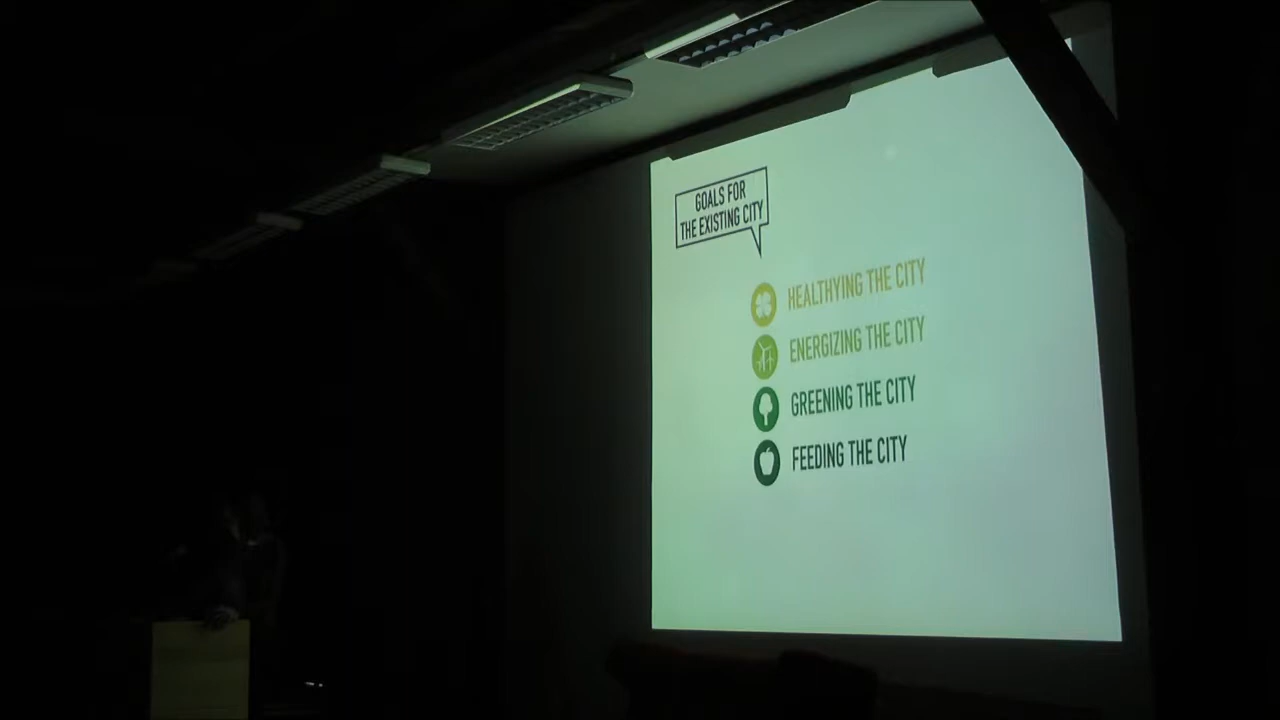 GOALS FOR
THE EXISTING CITY
HEALTHYING THE CITY
ENERGIZING THE CITY
GREENING THE CITY
FEEDING THE CITY